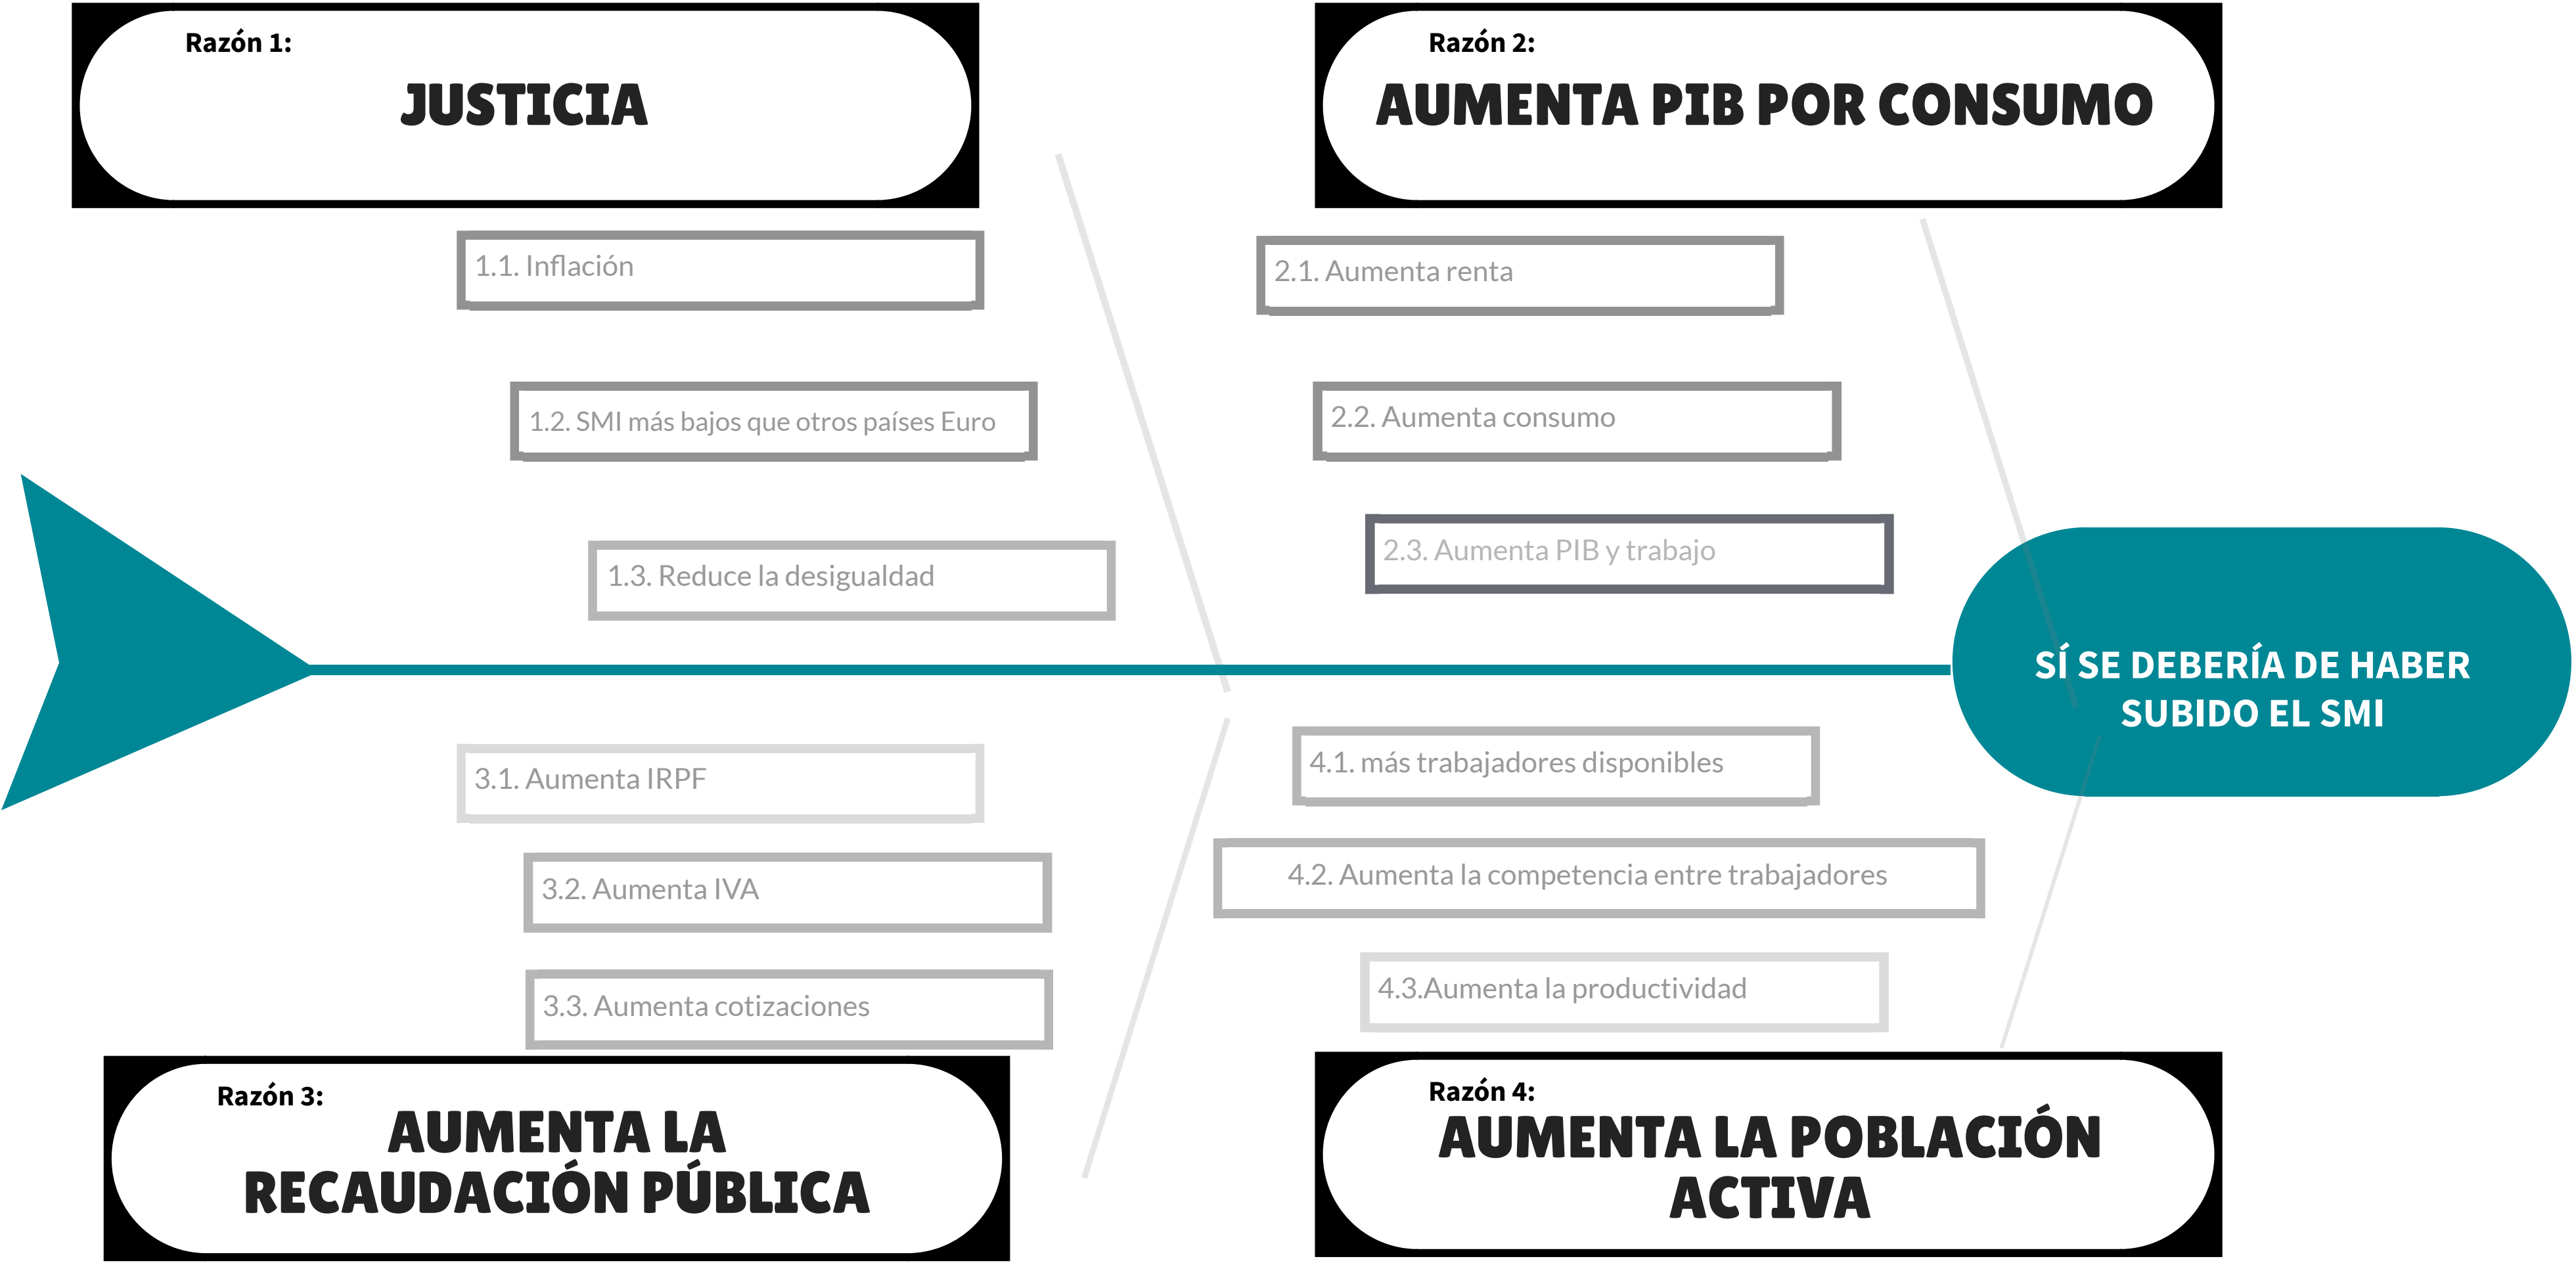 Razón 1:
JUSTICIA
1.1. Inflación
1.2. SMI más bajos que otros países Euro
1.3. Reduce la desigualdad
Razón 2:
AUMENTA PIB POR CONSUMO
2.1. Aumenta renta
2.2. Aumenta consumo
2.3. Aumenta PIB y trabajo
SÍ SE DEBERÍA DE HABER
SUBIDO EL SMI
3.1. Aumenta IRPF
3.2. Aumenta IVA
3.3. Aumenta cotizaciones
Razón 3:
AUMENTA LA
RECAUDACIÓN PÚBLICA
4.1. más trabajadores disponibles
4.2. Aumenta la competencia entre trabajadores
4.3.Aumenta la productividad
Razón 4:
AUMENTA LA POBLACIÓN
ACTIVA